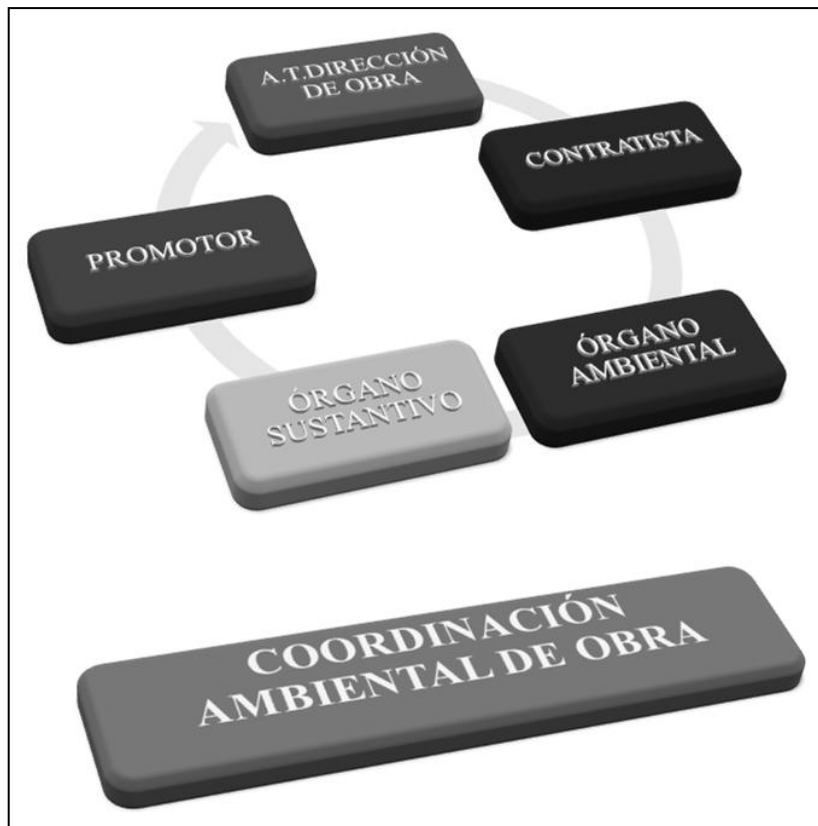 A.T.DIRECCIÓN
DE OBRA
CONTRATISTA
PROMOTOR
ÓRGANO
AMBIENTAL
ÓRGANO
SUSTANTIVO
COORDINACIÓN
AMBIENTAL DE OBRA